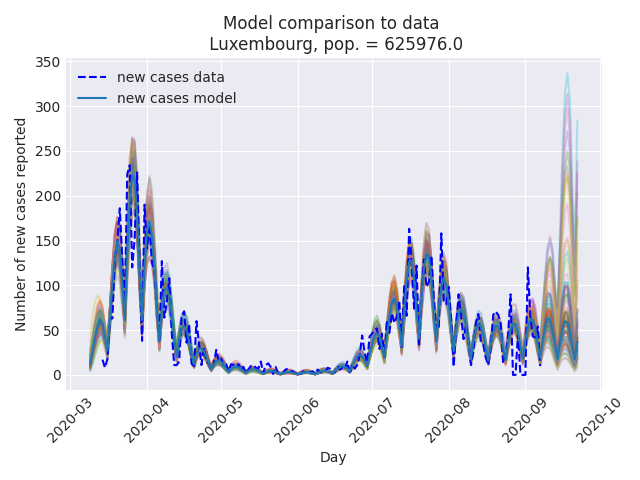 Model comparison to data
Luxembourg, pop. = 625976.0
new cases data
new cases model
Number of new cases reported
350
300
250
200
150
100
50
0
2020-03
2020-04
2020-05
2020-06
2020-07
2020-08
2020-09
2020-10
Day